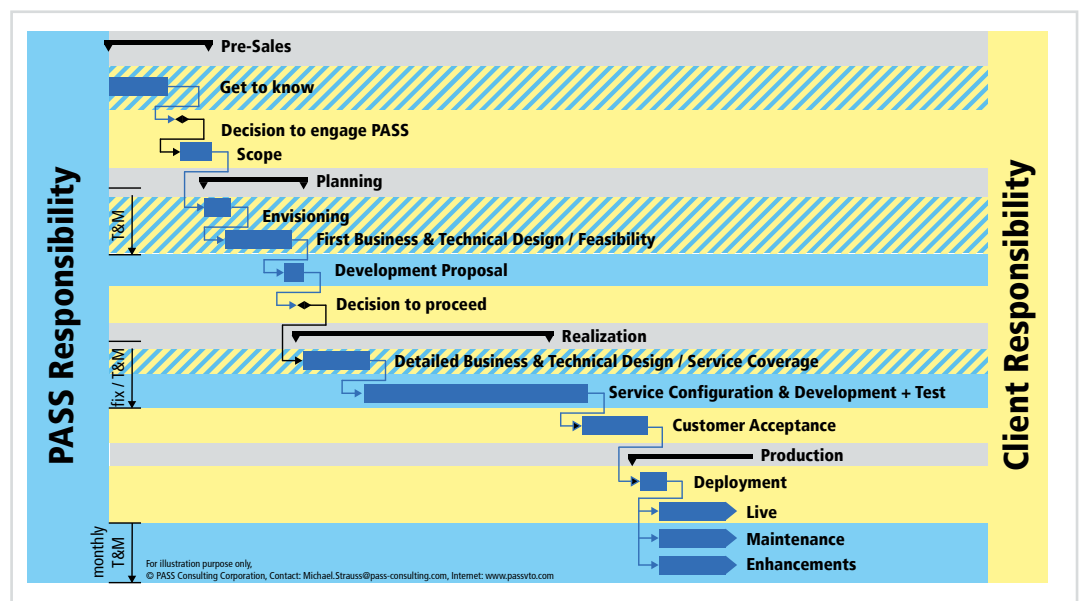 Pre-Sales
Get to know
Decision to engage PASS
Scope
Planning
Envisioning
First Business & Technical Design / Feasibility
Development Proposal
Decision to proceed
Realization
Detailed Business & Technical Design / Service Coverage
Service Configuration & Development + Test
Customer Acceptance
Production
Deployment
Live
Maintenance
Enhancements
PASS Responsibility
T&M
fix / T&M
monthly
T&M
Client Responsibility
For illustration purpose only,
© PASS Consulting Corporation, Contact: Michael.Strauss@pass-consulting.com, Internet: www.passvto.com